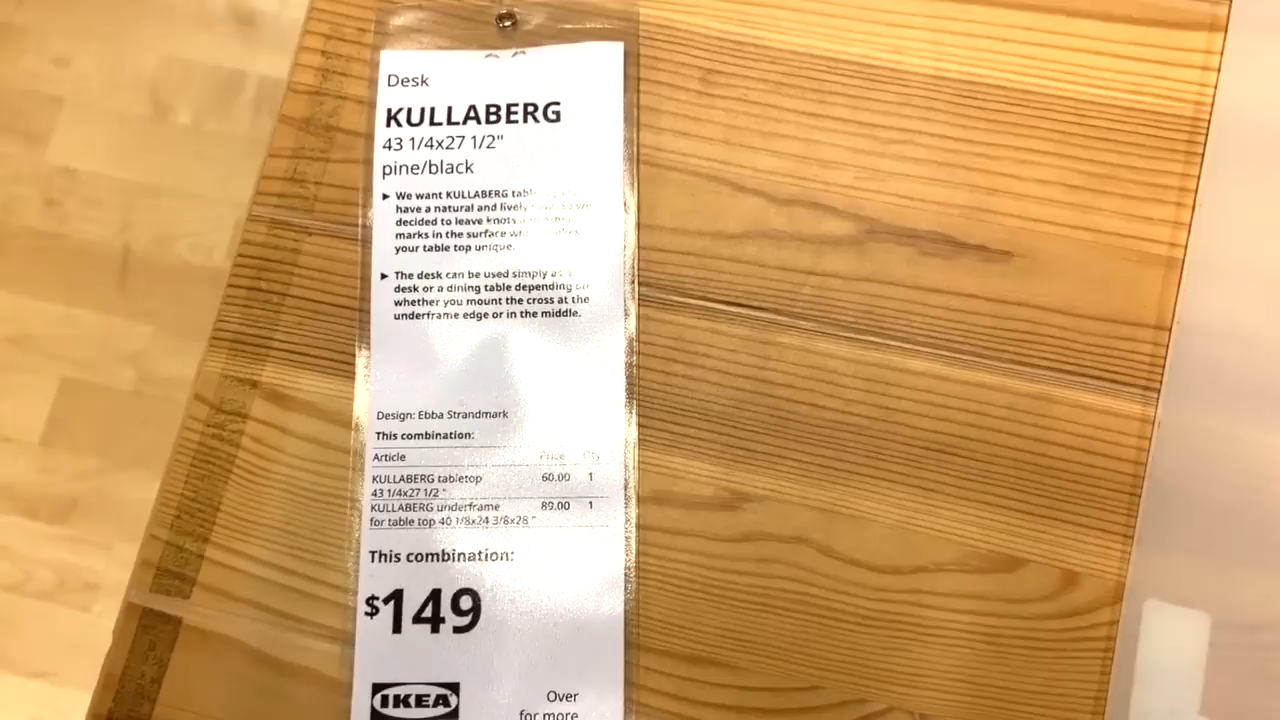 Desk
KULLABERG
43 1/4x27 1/2"
pine/black
► We want KULLABERG
have a natural and lively
decided to leave knots
marks in the surface
your table top unique.
► The desk can be used simply as
desk or a dining table depending
whether you mount the cross at the
underframe edge or in the middle.
Design: Ebba Strandmark
This combination:
Article Price Qty
KULLABERG tabletop 60.00 1
43 1/4x27 1/2 "
KULLABERG underframe 89.00 1
for table top 40 1/8x24 3/8x28 "
This combination:
$149
IKEA
Over
for more